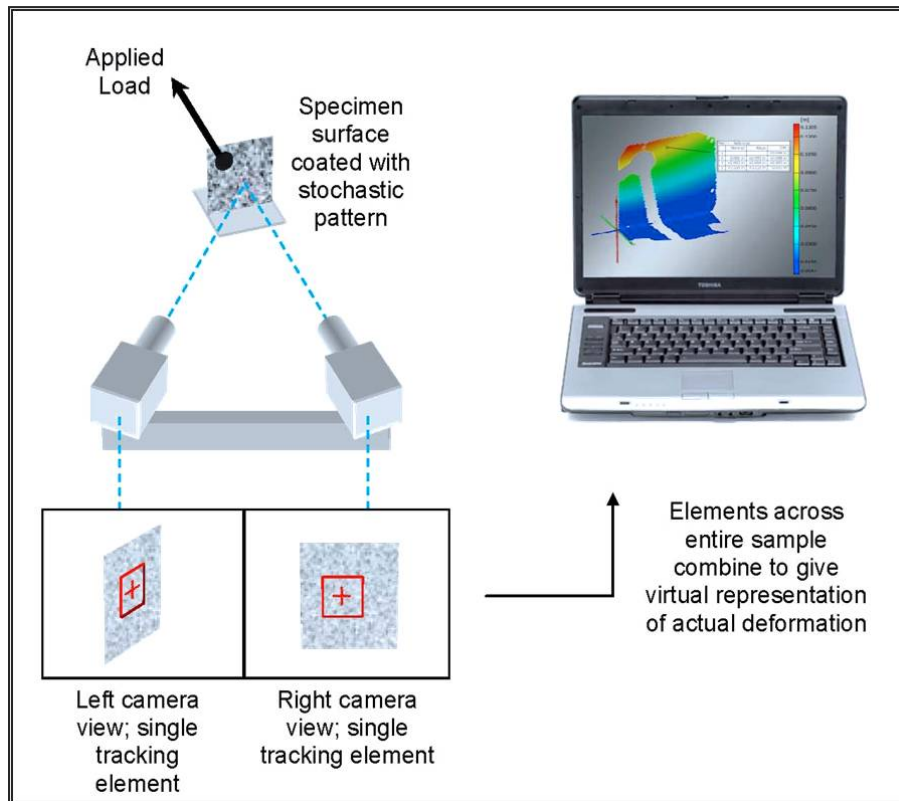 Applied
Load
Specimen
surface
coated with
stochastic
pattern
TOSHIBA
Elements across
entire sample
combine to give
virtual representation
of actual deformation
Left camera
view; single
tracking
element
Right camera
view; single
tracking element